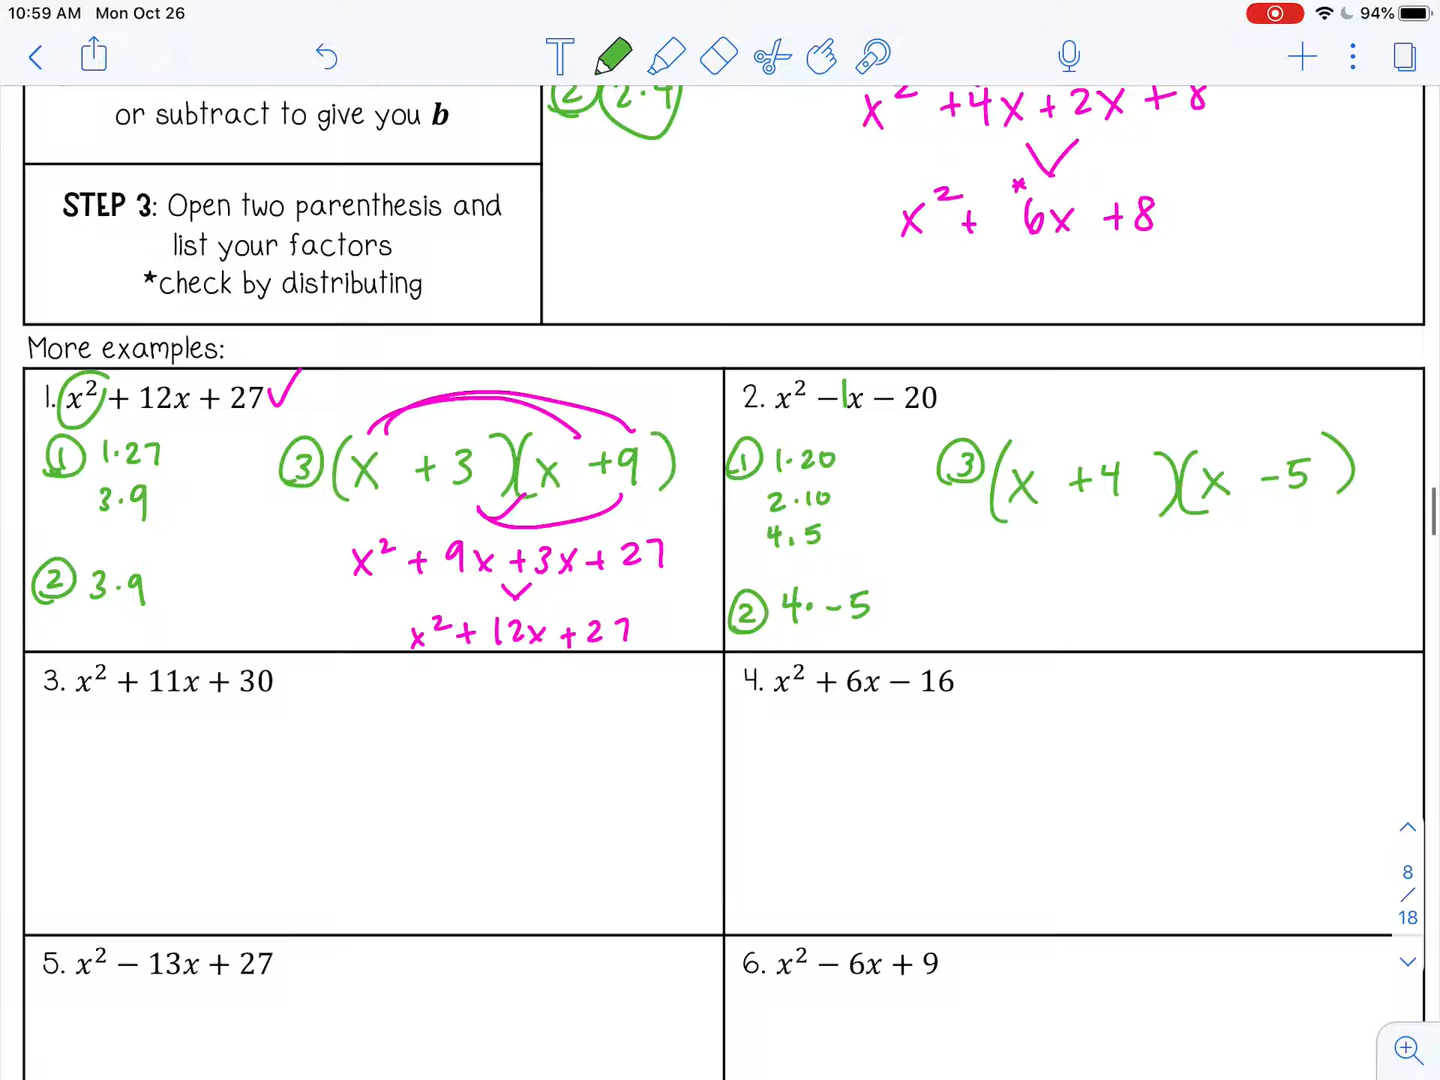 10:59 AM Mon Oct 26
94%
T
or subtract to give you b
② 2·4
x² +4x+2x+8
STEP 3: Open two parenthesis and
list your factors
*check by distributing
*
x² + 6x +8
More examples:
1. x² + 12x + 27
① 1·27
3·9
③ (x +3)(x +9)
x² + 9x+3x+27
② 3·9
x² + 12x + 27
2. x² − 1x − 20
① 1·20
2·10
4·5
③ (x +4)(x −5)
② 4· −5
3. x² + 11x + 30
4. x² + 6x − 16
5. x² − 13x + 27
6. x² − 6x + 9
8
/
18